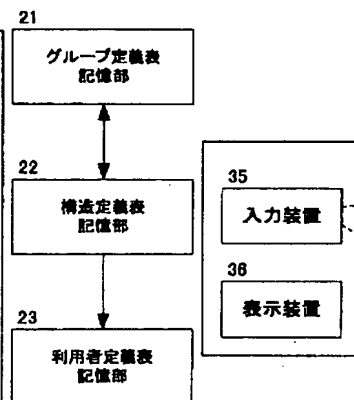 21
グループ定義表
記憶部
22
構造定義表
記憶部
23
利用者定義表
記憶部
35
入力装置
36
表示装置